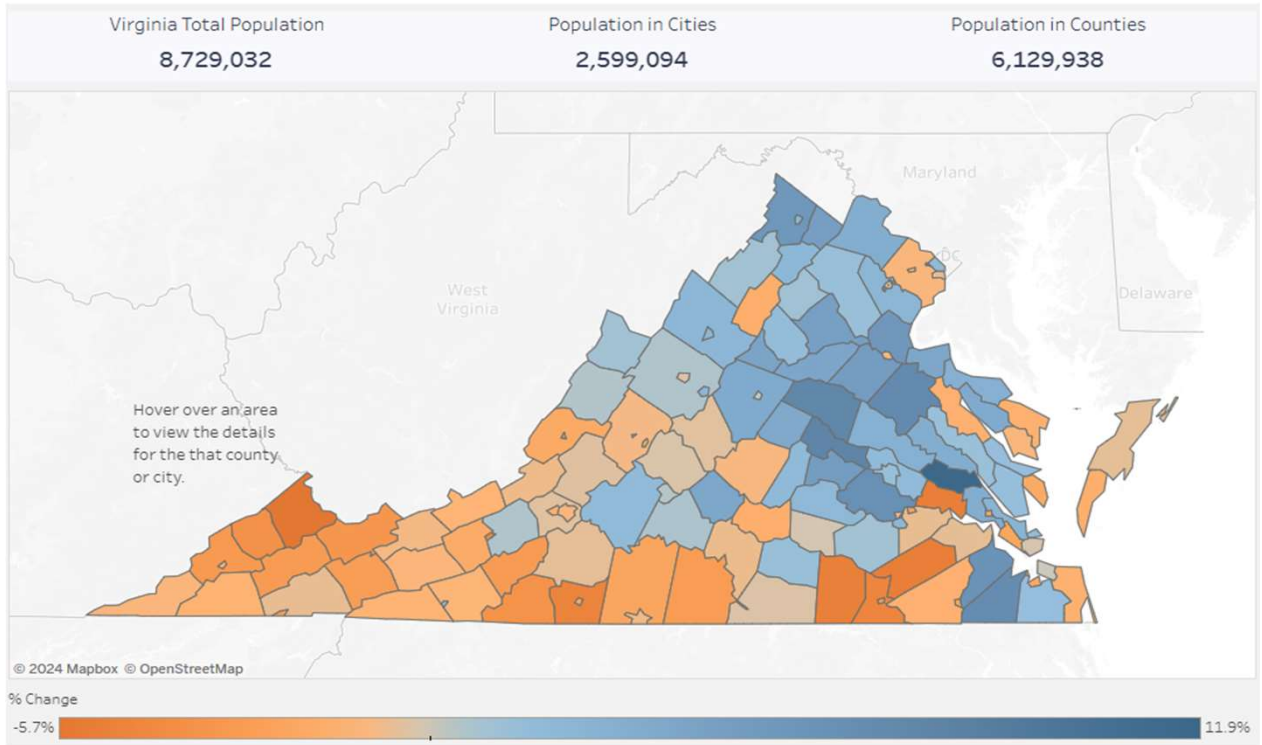 Virginia Total Population
Population in Cities
Population in Counties
8,729,032
2,599,094
6,129,938
Maryland
DC
West
Virginia
Delaware
Hover over an area
to view the details
for the that county
or city.
© 2024 Mapbox © OpenStreetMap
% Change
-5.7%
11.9%